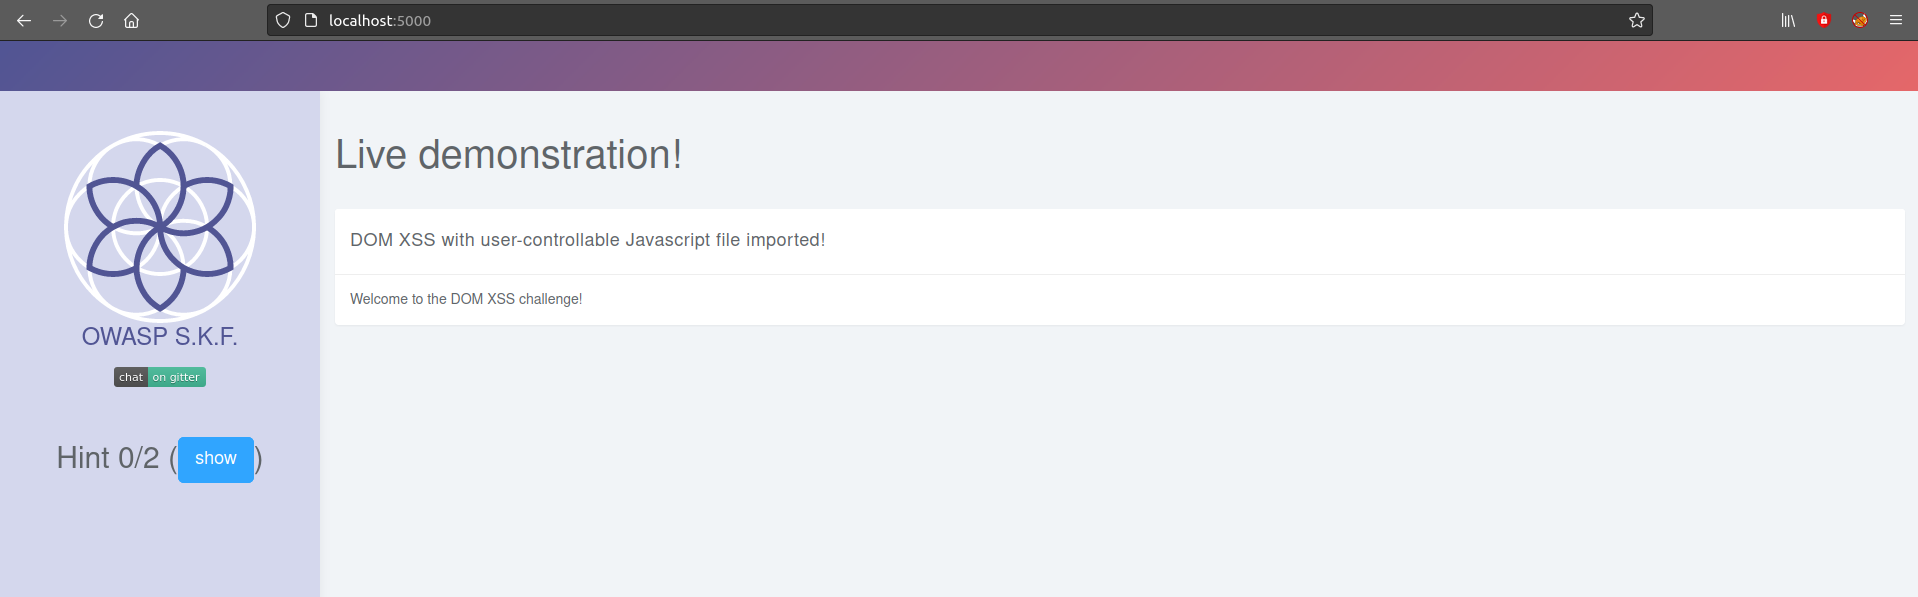 localhost:5000
Live demonstration!
DOM XSS with user-controllable Javascript file imported!
Welcome to the DOM XSS challenge!
OWASP S.K.F.
chat on gitter
Hint 0/2 (show)